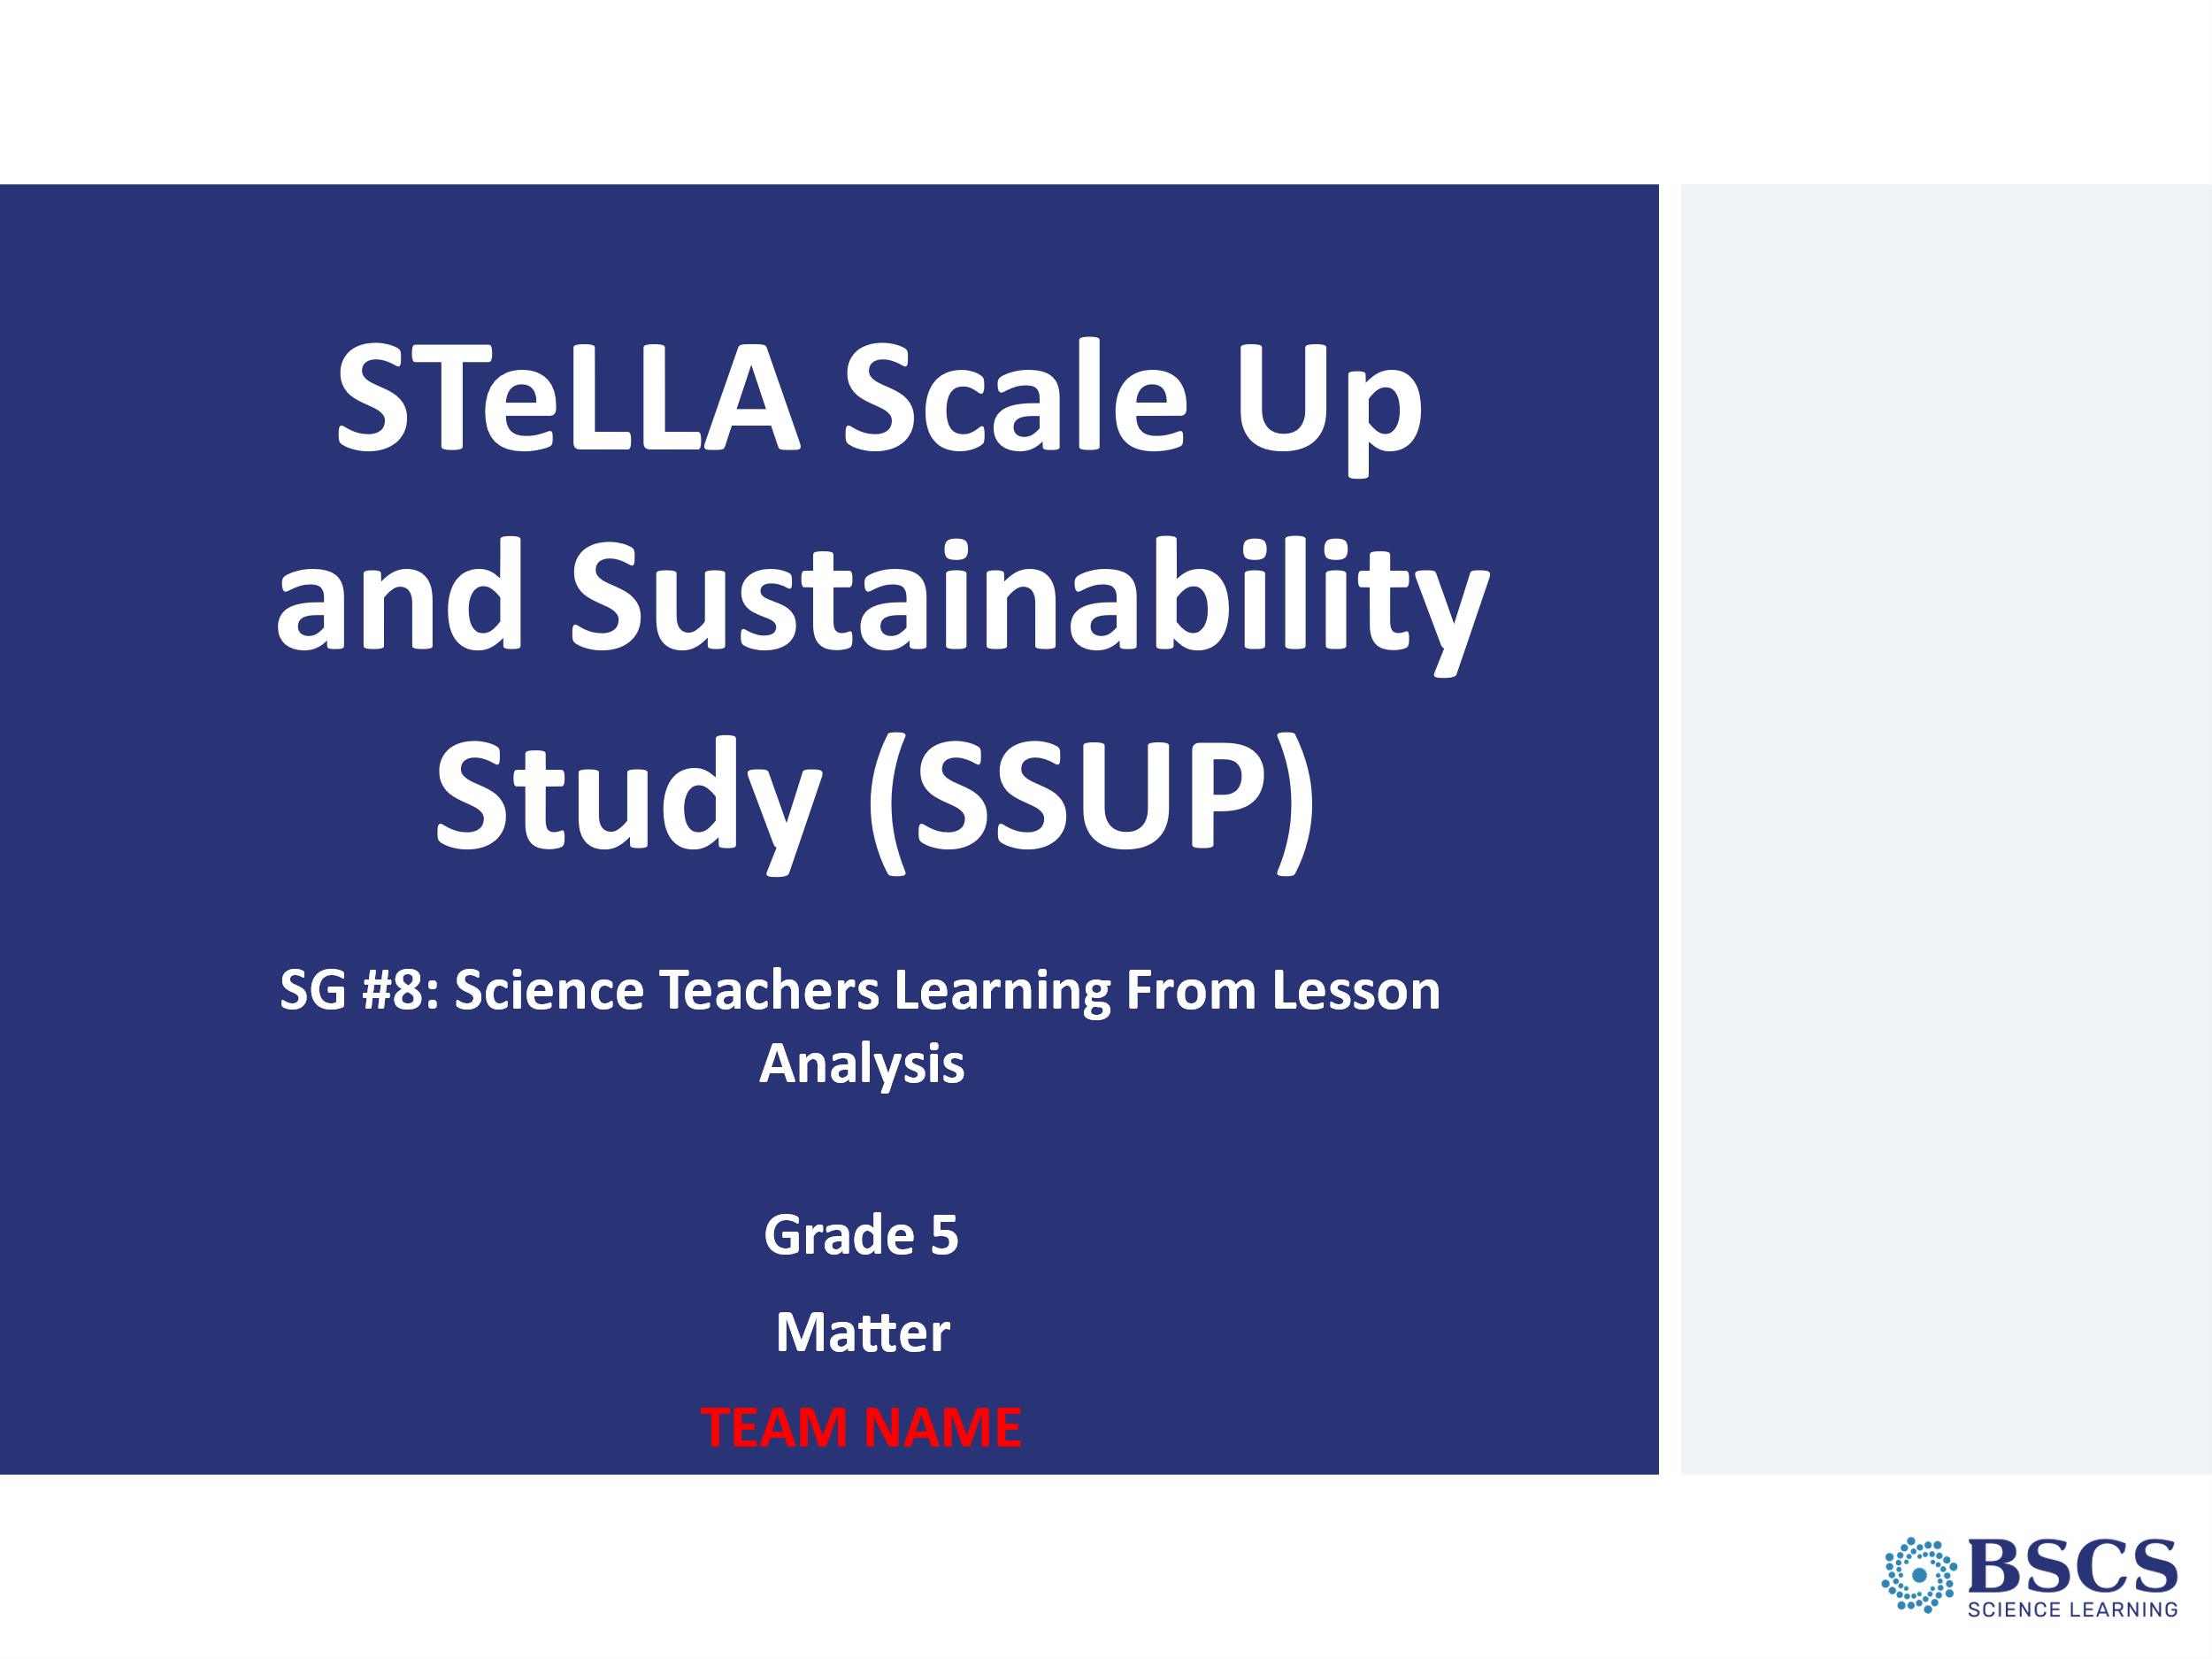 STeLLA Scale Up
and Sustainability
Study (SSUP)
SG #8: Science Teachers Learning From Lesson
Analysis
Grade 5
Matter
TEAM NAME
BSCS
SCIENCE LEARNING